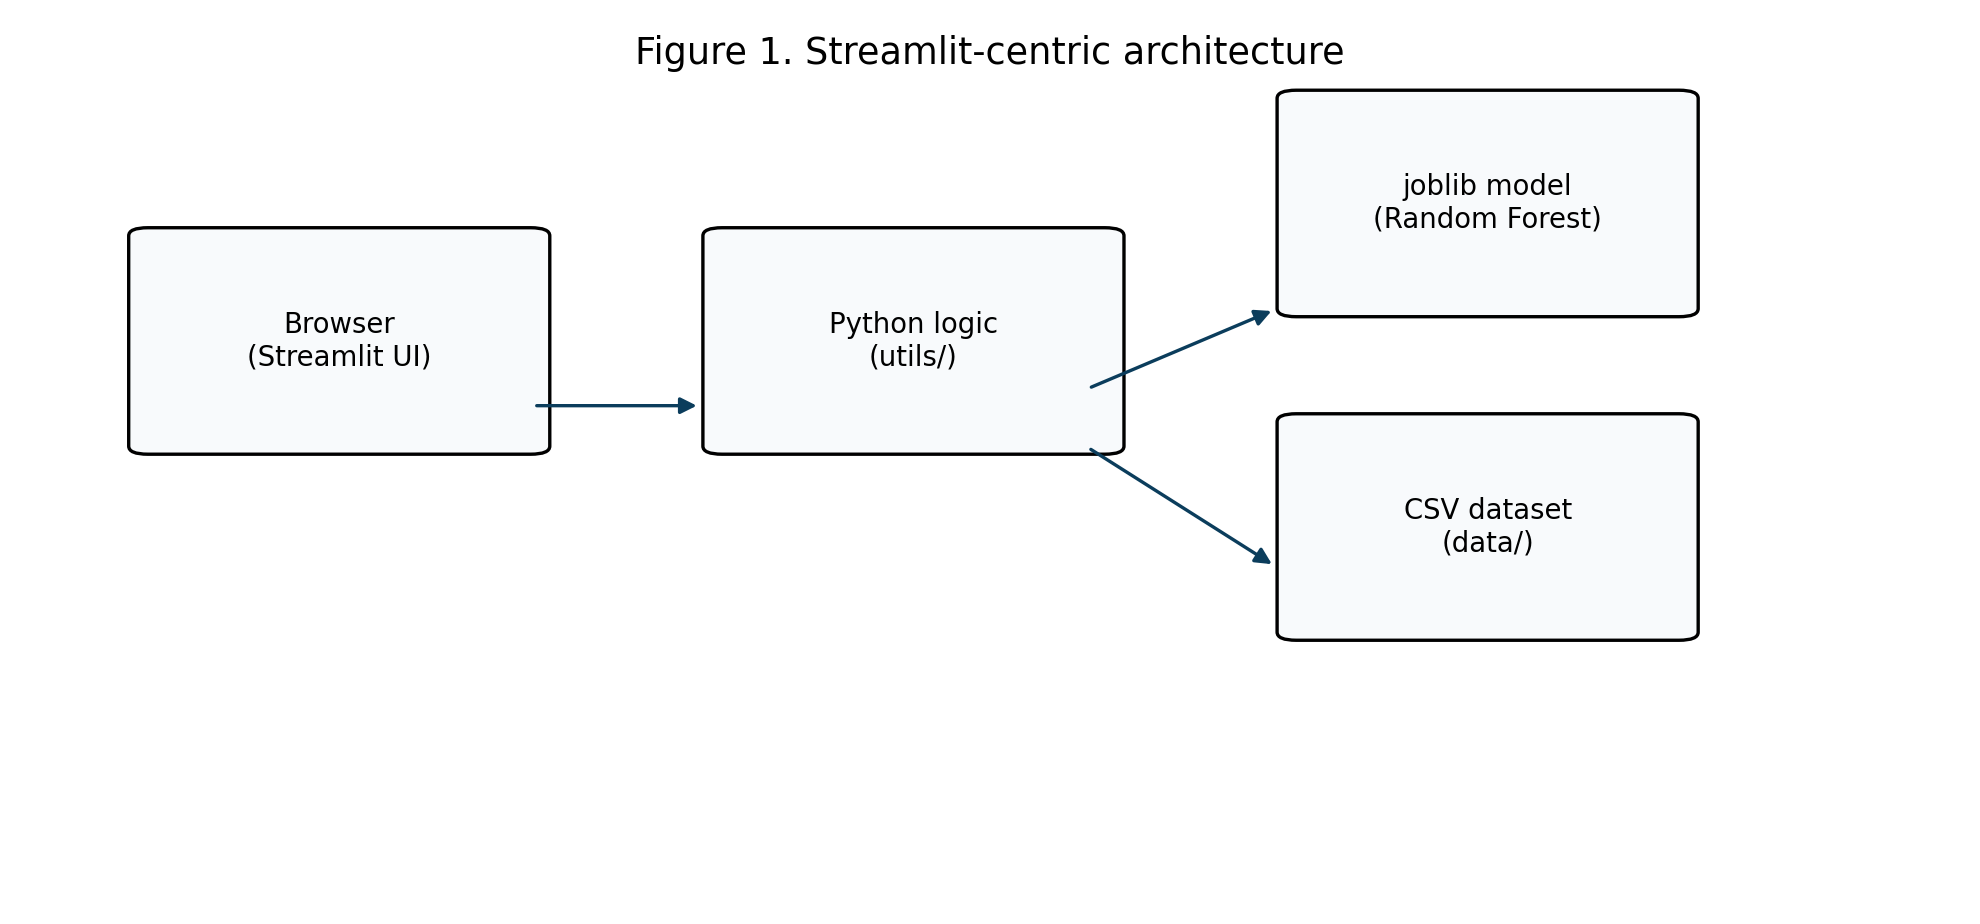 Figure 1. Streamlit-centric architecture
Browser
(Streamlit UI)
Python logic
(utils/)
joblib model
(Random Forest)
CSV dataset
(data/)